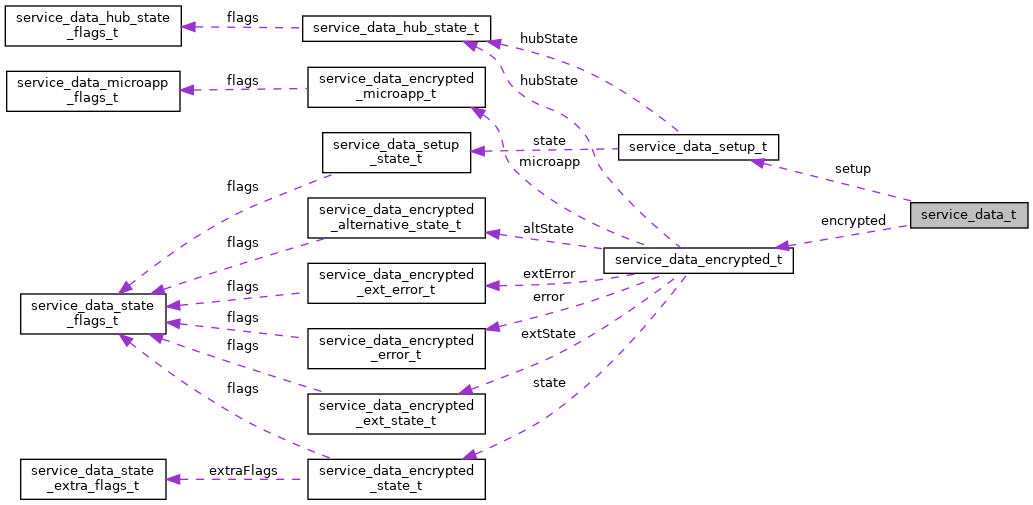 service_data_hub_state
_flags_t
flags
service_data_hub_state_t
hubState
service_data_microapp
_flags_t
flags
service_data_encrypted
_microapp_t
hubState
service_data_setup
_state_t
state
microapp
service_data_setup_t
setup
service_data_t
flags
service_data_encrypted
_alternative_state_t
altState
encrypted
service_data_encrypted_t
flags
service_data_state
_flags_t
flags
service_data_encrypted
_ext_error_t
extError
error
flags
service_data_encrypted
_error_t
extState
flags
service_data_encrypted
_ext_state_t
state
flags
service_data_state
_extra_flags_t
extraFlags
service_data_encrypted
_state_t